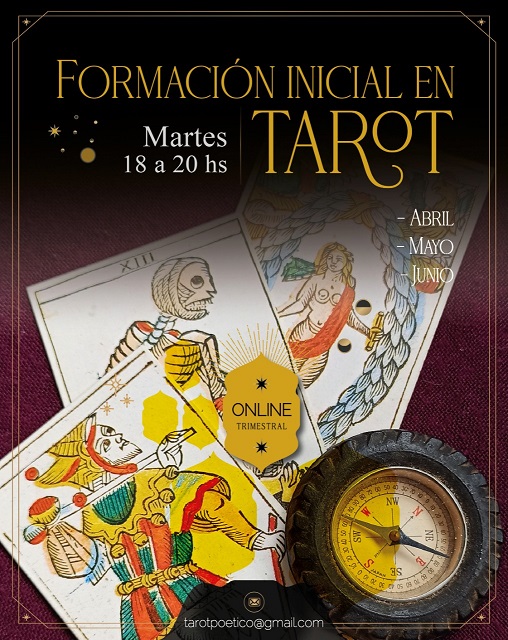 FORMACIÓN INICIAL EN
TAROT
Martes
18 a 20 hs
- ABRIL
- MAYO
- JUNIO
XIII
ONLINE
TRIMESTRAL
NW
N
NE
W
E
SW
S
SE
JAPAN
tarotpoetico@gmail.com